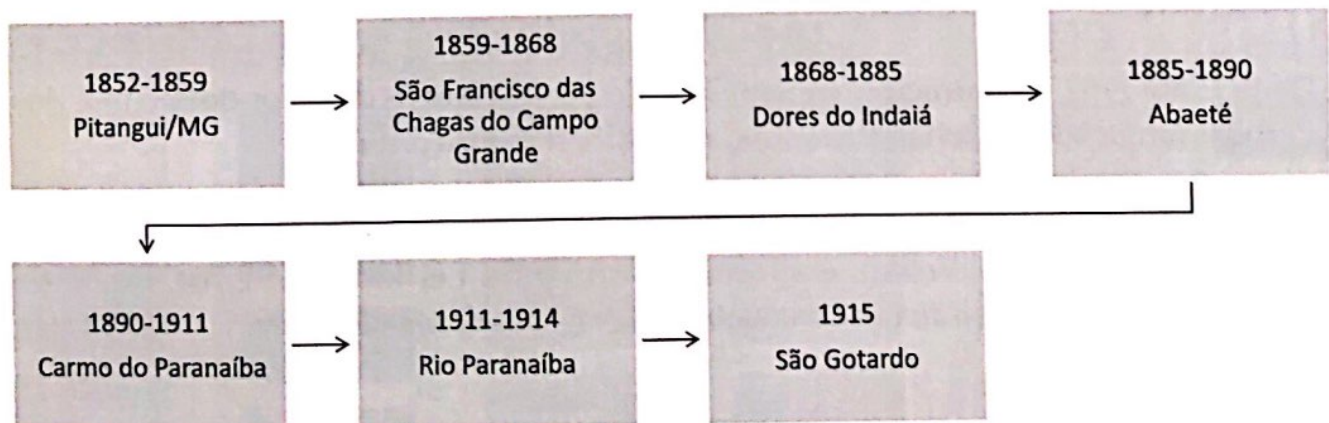 1852-1859
Pitangui/MG
1859-1868
São Francisco das
Chagas do Campo
Grande
1868-1885
Dores do Indaiá
1885-1890
Abaeté
1890-1911
Carmo do Paranaíba
1911-1914
Rio Paranaíba
1915
São Gotardo